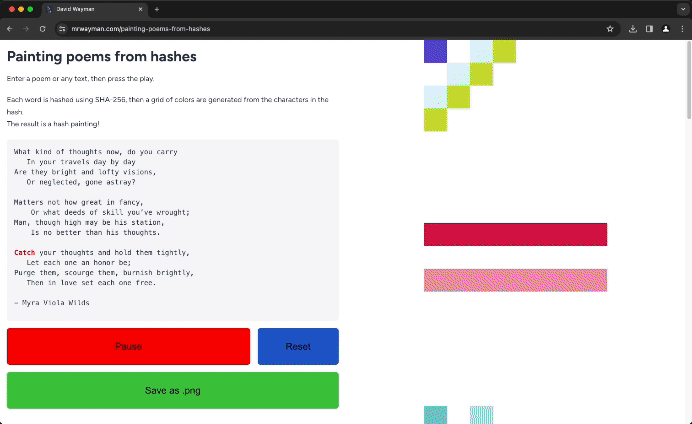 David Wayman
mrwayman.com/painting-poems-from-hashes
Painting poems from hashes
Enter a poem or any text, then press the play.
Each word is hashed using SHA-256, then a grid of colors are generated from the characters in the
hash.
The result is a hash painting!
What kind of thoughts now, do you carry
In your travels day by day
Are they bright and lofty visions,
Or neglected, gone astray?
Matters not how great in fancy,
Or what deeds of skill you've wrought;
Man, though high may be his station,
Is no better than his thoughts.
Catch your thoughts and hold them tightly,
Let each one an honor be;
Purge them, scourge them, burnish brightly,
Then in love set each one free.
- Myra Viola Wilds
Pause
Reset
Save as .png